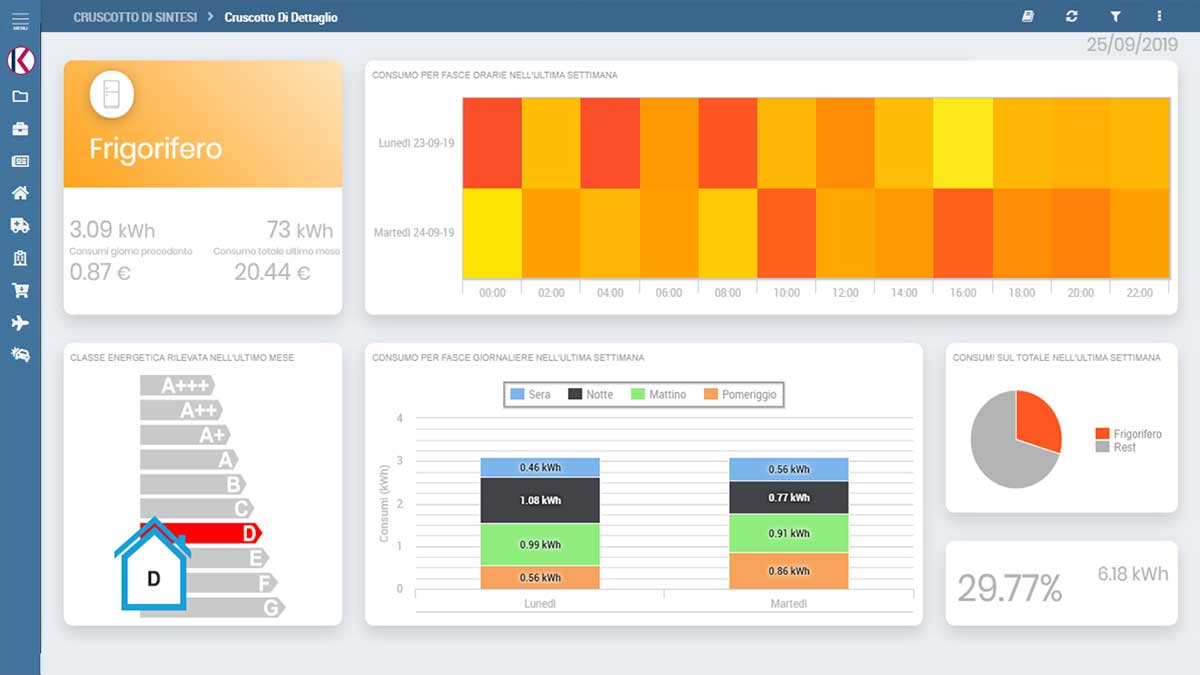 MENU
CRUSCOTTO DI SINTESI > Cruscotto Di Dettaglio
25/09/2019
K
Frigorifero
3.09 kWh
73 kWh
Consumi giorno precedente
Consumo totale ultimo mese
0.87 €
20.44 €
CONSUMO PER FASCE ORARIE NELL'ULTIMA SETTIMANA
Lunedì 23-09-19
Martedì 24-09-19
00:00 02:00 04:00 06:00 08:00 10:00 12:00 14:00 16:00 18:00 20:00 22:00
CLASSE ENERGETICA RILEVATA NELL'ULTIMO MESE
A+++
A++
A+
A
B
C
D
E
F
G
D
CONSUMO PER FASCE GIORNALIERE NELL'ULTIMA SETTIMANA
Sera Notte Mattino Pomeriggio
Consumi (kWh)
4
3
2
1
0
0.46 kWh
1.08 kWh
0.99 kWh
0.56 kWh
0.56 kWh
0.77 kWh
0.91 kWh
0.86 kWh
Lunedì Martedì
CONSUMI SUL TOTALE NELL'ULTIMA SETTIMANA
Frigorifero
Rest
29.77%
6.18 kWh